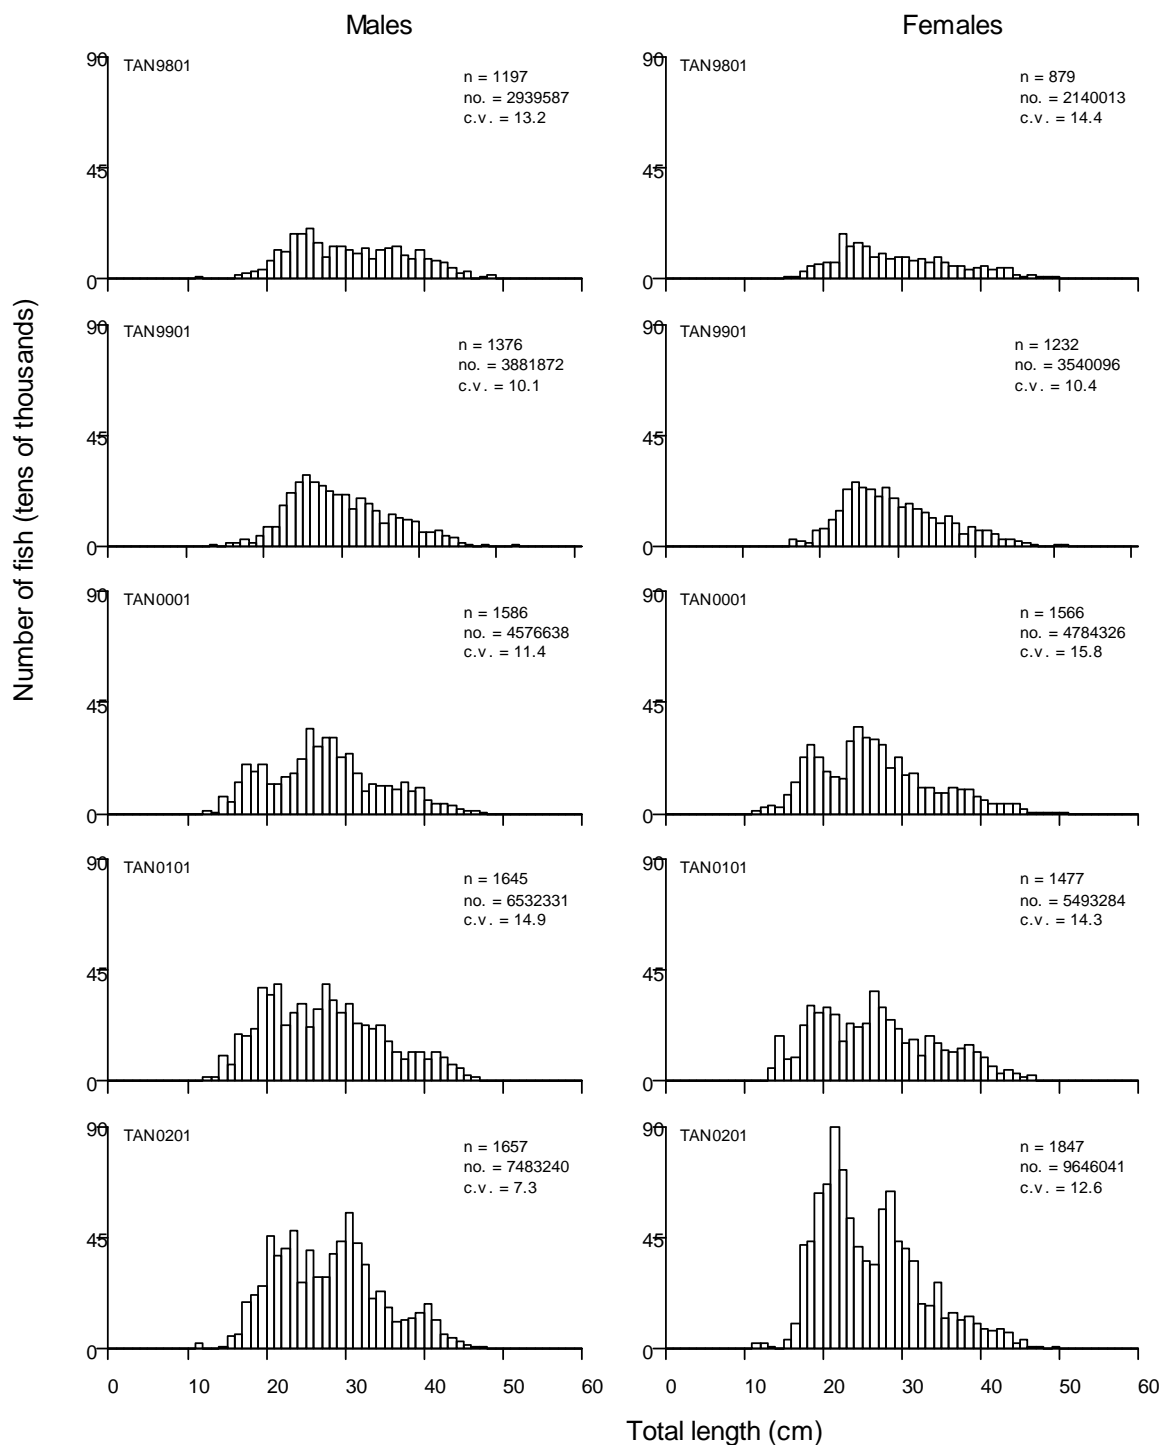 Males
Females
Number of fish (tens of thousands)
90
45
0
TAN9801
n = 1197
no. = 2939587
c.v. = 13.2
90
45
0
TAN9801
n = 879
no. = 2140013
c.v. = 14.4
90
45
0
TAN9901
n = 1376
no. = 3881872
c.v. = 10.1
90
45
0
TAN9901
n = 1232
no. = 3540096
c.v. = 10.4
90
45
0
TAN0001
n = 1586
no. = 4576638
c.v. = 11.4
90
45
0
TAN0001
n = 1566
no. = 4784326
c.v. = 15.8
90
45
0
TAN0101
n = 1645
no. = 6532331
c.v. = 14.9
90
45
0
TAN0101
n = 1477
no. = 5493284
c.v. = 14.3
90
45
0
TAN0201
n = 1657
no. = 7483240
c.v. = 7.3
90
45
0
TAN0201
n = 1847
no. = 9646041
c.v. = 12.6
0 10 20 30 40 50 60
0 10 20 30 40 50 60
Total length (cm)